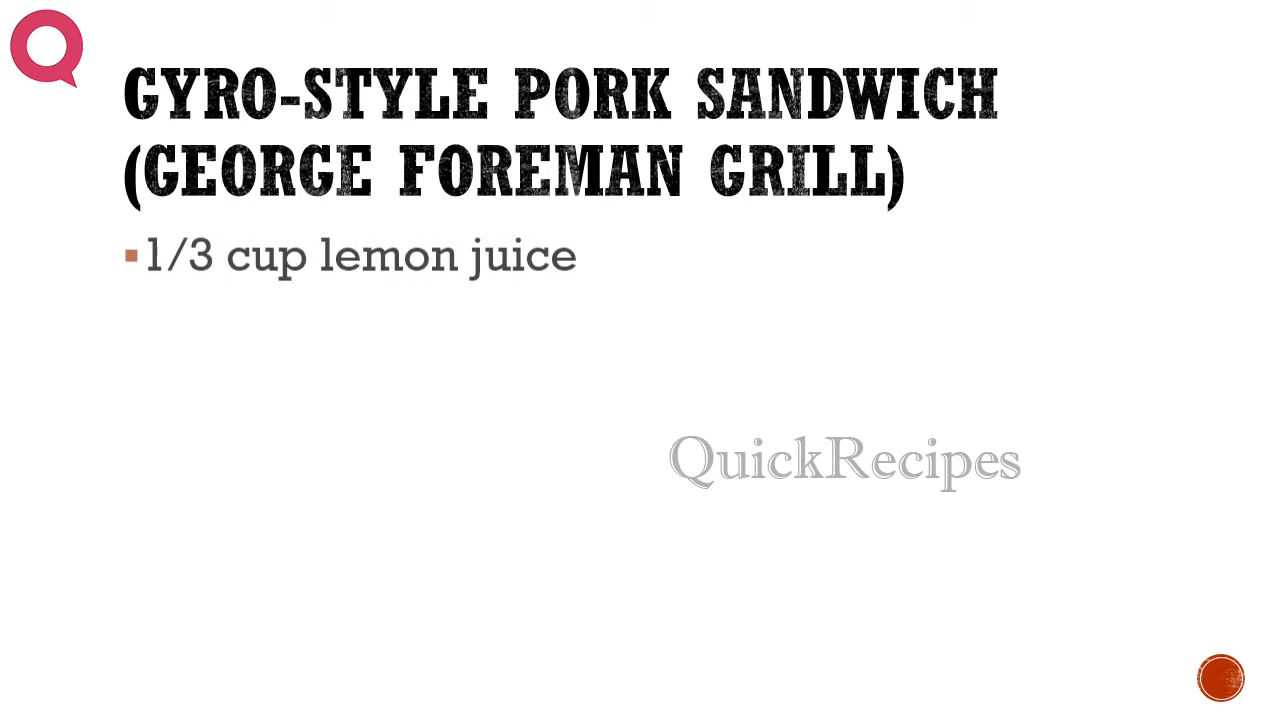 GYRO-STYLE PORK SANDWICH
(GEORGE FOREMAN GRILL)
1/3 cup lemon juice
QuickRecipes